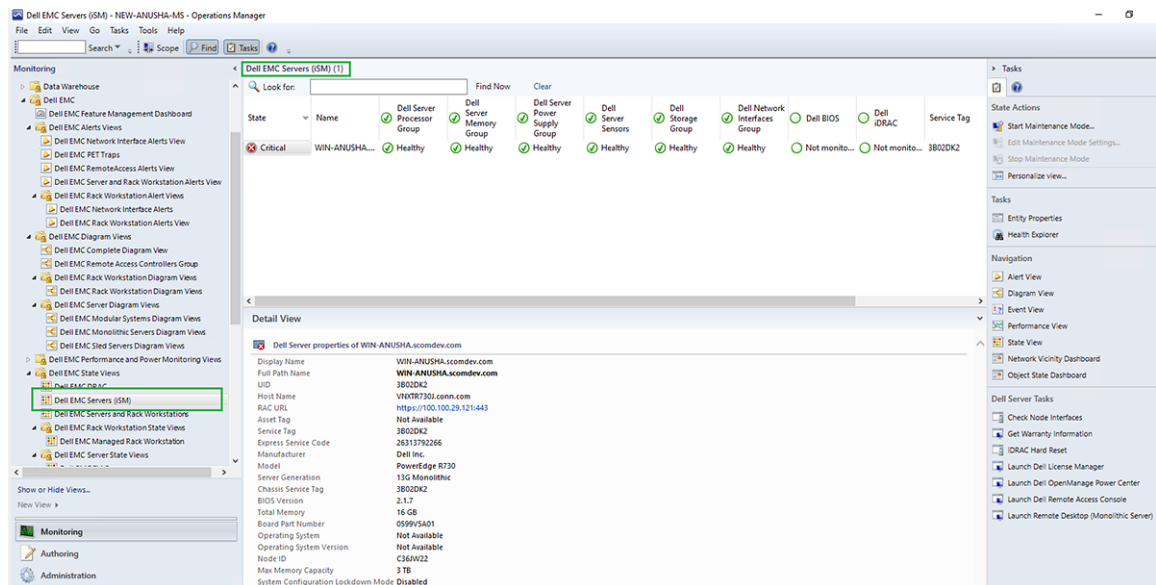 Dell EMC Servers (iSM) - NEW-ANUSHA-MS - Operations Manager
File Edit View Go Tasks Tools Help
Search Scope Find Tasks
Monitoring
Data Warehouse
Dell EMC
Dell EMC Feature Management Dashboard
Dell EMC Alerts Views
Dell EMC Network Interface Alerts View
Dell EMC PET Traps
Dell EMC RemoteAccess Alerts View
Dell EMC Server and Rack Workstation Alerts View
Dell EMC Rack Workstation Alert Views
Dell EMC Network Interface Alerts
Dell EMC Rack Workstation Alerts View
Dell EMC Diagram Views
Dell EMC Complete Diagram View
Dell EMC Remote Access Controllers Group
Dell EMC Rack Workstation Diagram Views
Dell EMC Rack Workstation Diagram Views
Dell EMC Server Diagram Views
Dell EMC Modular Systems Diagram Views
Dell EMC Monolithic Servers Diagram Views
Dell EMC Sled Servers Diagram Views
Dell EMC Performance and Power Monitoring Views
Dell EMC State Views
Dell EMC DRAC
Dell EMC Servers (iSM)
Dell EMC Servers and Rack Workstations
Dell EMC Rack Workstation State Views
Dell EMC Managed Rack Workstation
Dell EMC Server State Views
Show or Hide Views...
New View
Monitoring
Authoring
Administration
Dell EMC Servers (iSM) (1)
Look for: Find Now Clear
State Name Dell Server Processor Group Dell Server Memory Group Dell Server Power Supply Group Dell Server Sensors Dell Storage Group Dell Network Interfaces Group Dell BIOS Dell iDRAC Service Tag
Critical WIN-ANUSHA.... Healthy Healthy Healthy Healthy Healthy Healthy Not monito... Not monito... 3B02DK2
Detail View
Dell Server properties of WIN-ANUSHA.scomdev.com
Display Name WIN-ANUSHA.scomdev.com
Full Path Name WIN-ANUSHA.scomdev.com
UID 3B02DK2
Host Name VNXTR730J.conn.com
RAC URL https://100.100.29.121:443
Asset Tag Not Available
Service Tag 3B02DK2
Express Service Code 26313792266
Manufacturer Dell Inc.
Model PowerEdge R730
Server Generation 13G Monolithic
Chassis Service Tag 3B02DK2
BIOS Version 2.1.7
Total Memory 16 GB
Board Part Number 0599V5A01
Operating System Not Available
Operating System Version Not Available
Node ID C36JW22
Max Memory Capacity 3 TB
System Configuration Lockdown Mode Disabled
Tasks
State Actions
Start Maintenance Mode...
Edit Maintenance Mode Settings...
Stop Maintenance Mode
Personalize view...
Tasks
Entity Properties
Health Explorer
Navigation
Alert View
Diagram View
Event View
Performance View
State View
Network Vicinity Dashboard
Object State Dashboard
Dell Server Tasks
Check Node Interfaces
Get Warranty Information
iDRAC Hard Reset
Launch Dell License Manager
Launch Dell OpenManage Power Center
Launch Dell Remote Access Console
Launch Remote Desktop (Monolithic Server)